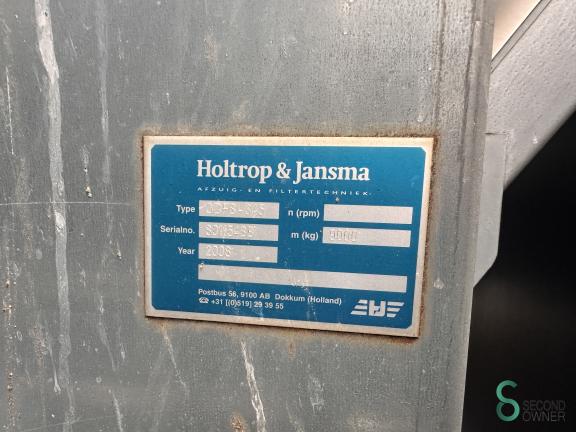 Holtrop & Jansma
AFZUIG- EN FILTERTECHNIEK
Type n (rpm)
Serialno. m (kg) 9000
Year 2008
Postbus 56, 9100 AB Dokkum (Holland)
☎ +31 [(0)519] 29 39 55
SECOND
OWNER